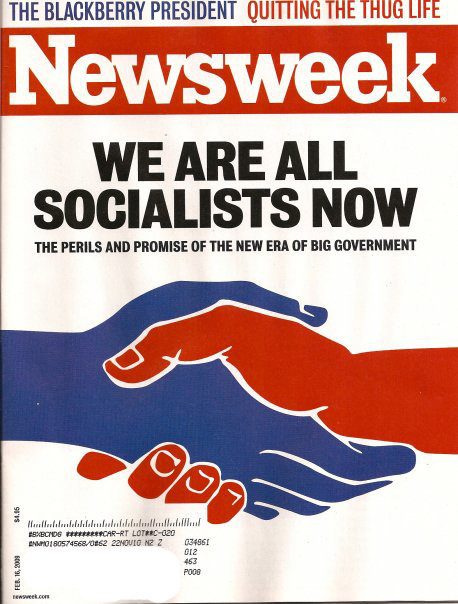 THE BLACKBERRY PRESIDENT QUITTING THE THUG LIFE
Newsweek®
WE ARE ALL
SOCIALISTS NOW
THE PERILS AND PROMISE OF THE NEW ERA OF BIG GOVERNMENT
$4.95
#BXBCMDG *********CAR-RT LOT**C-020
#NWM0180574568/0#62 22NOV10 N2 Z 034861
012
463
P008
FEB. 16, 2009
newsweek.com